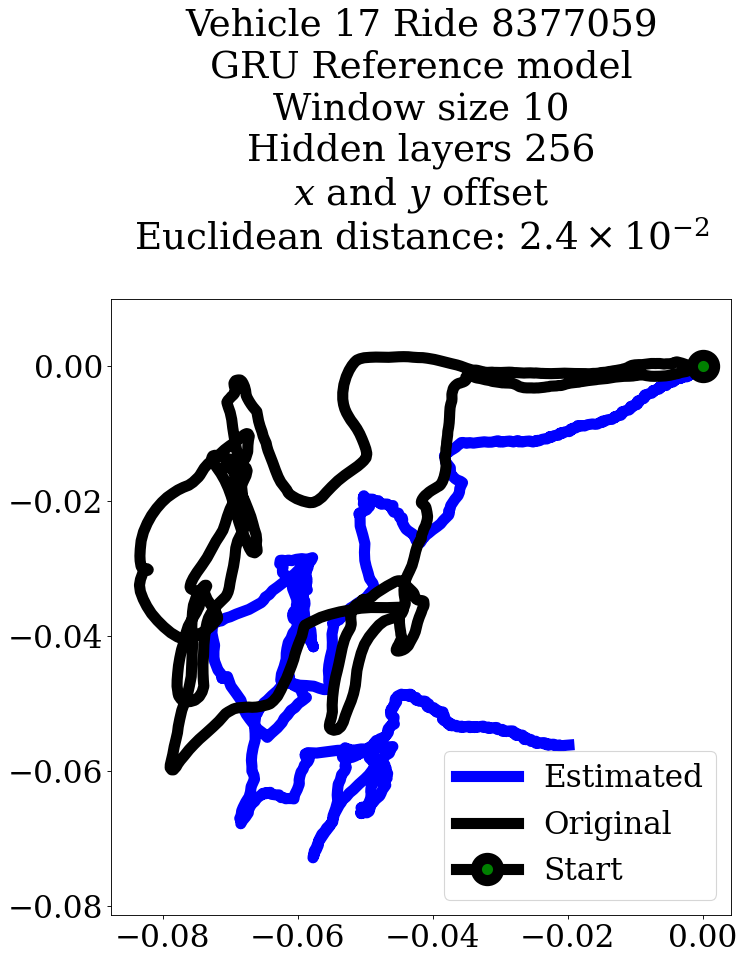 Vehicle 17 Ride 8377059
GRU Reference model
Window size 10
Hidden layers 256
x and y offset
Euclidean distance: 2.4 × 10⁻²
0.00
−0.02
−0.04
−0.06
−0.08
Estimated
Original
Start
−0.08 −0.06 −0.04 −0.02 0.00